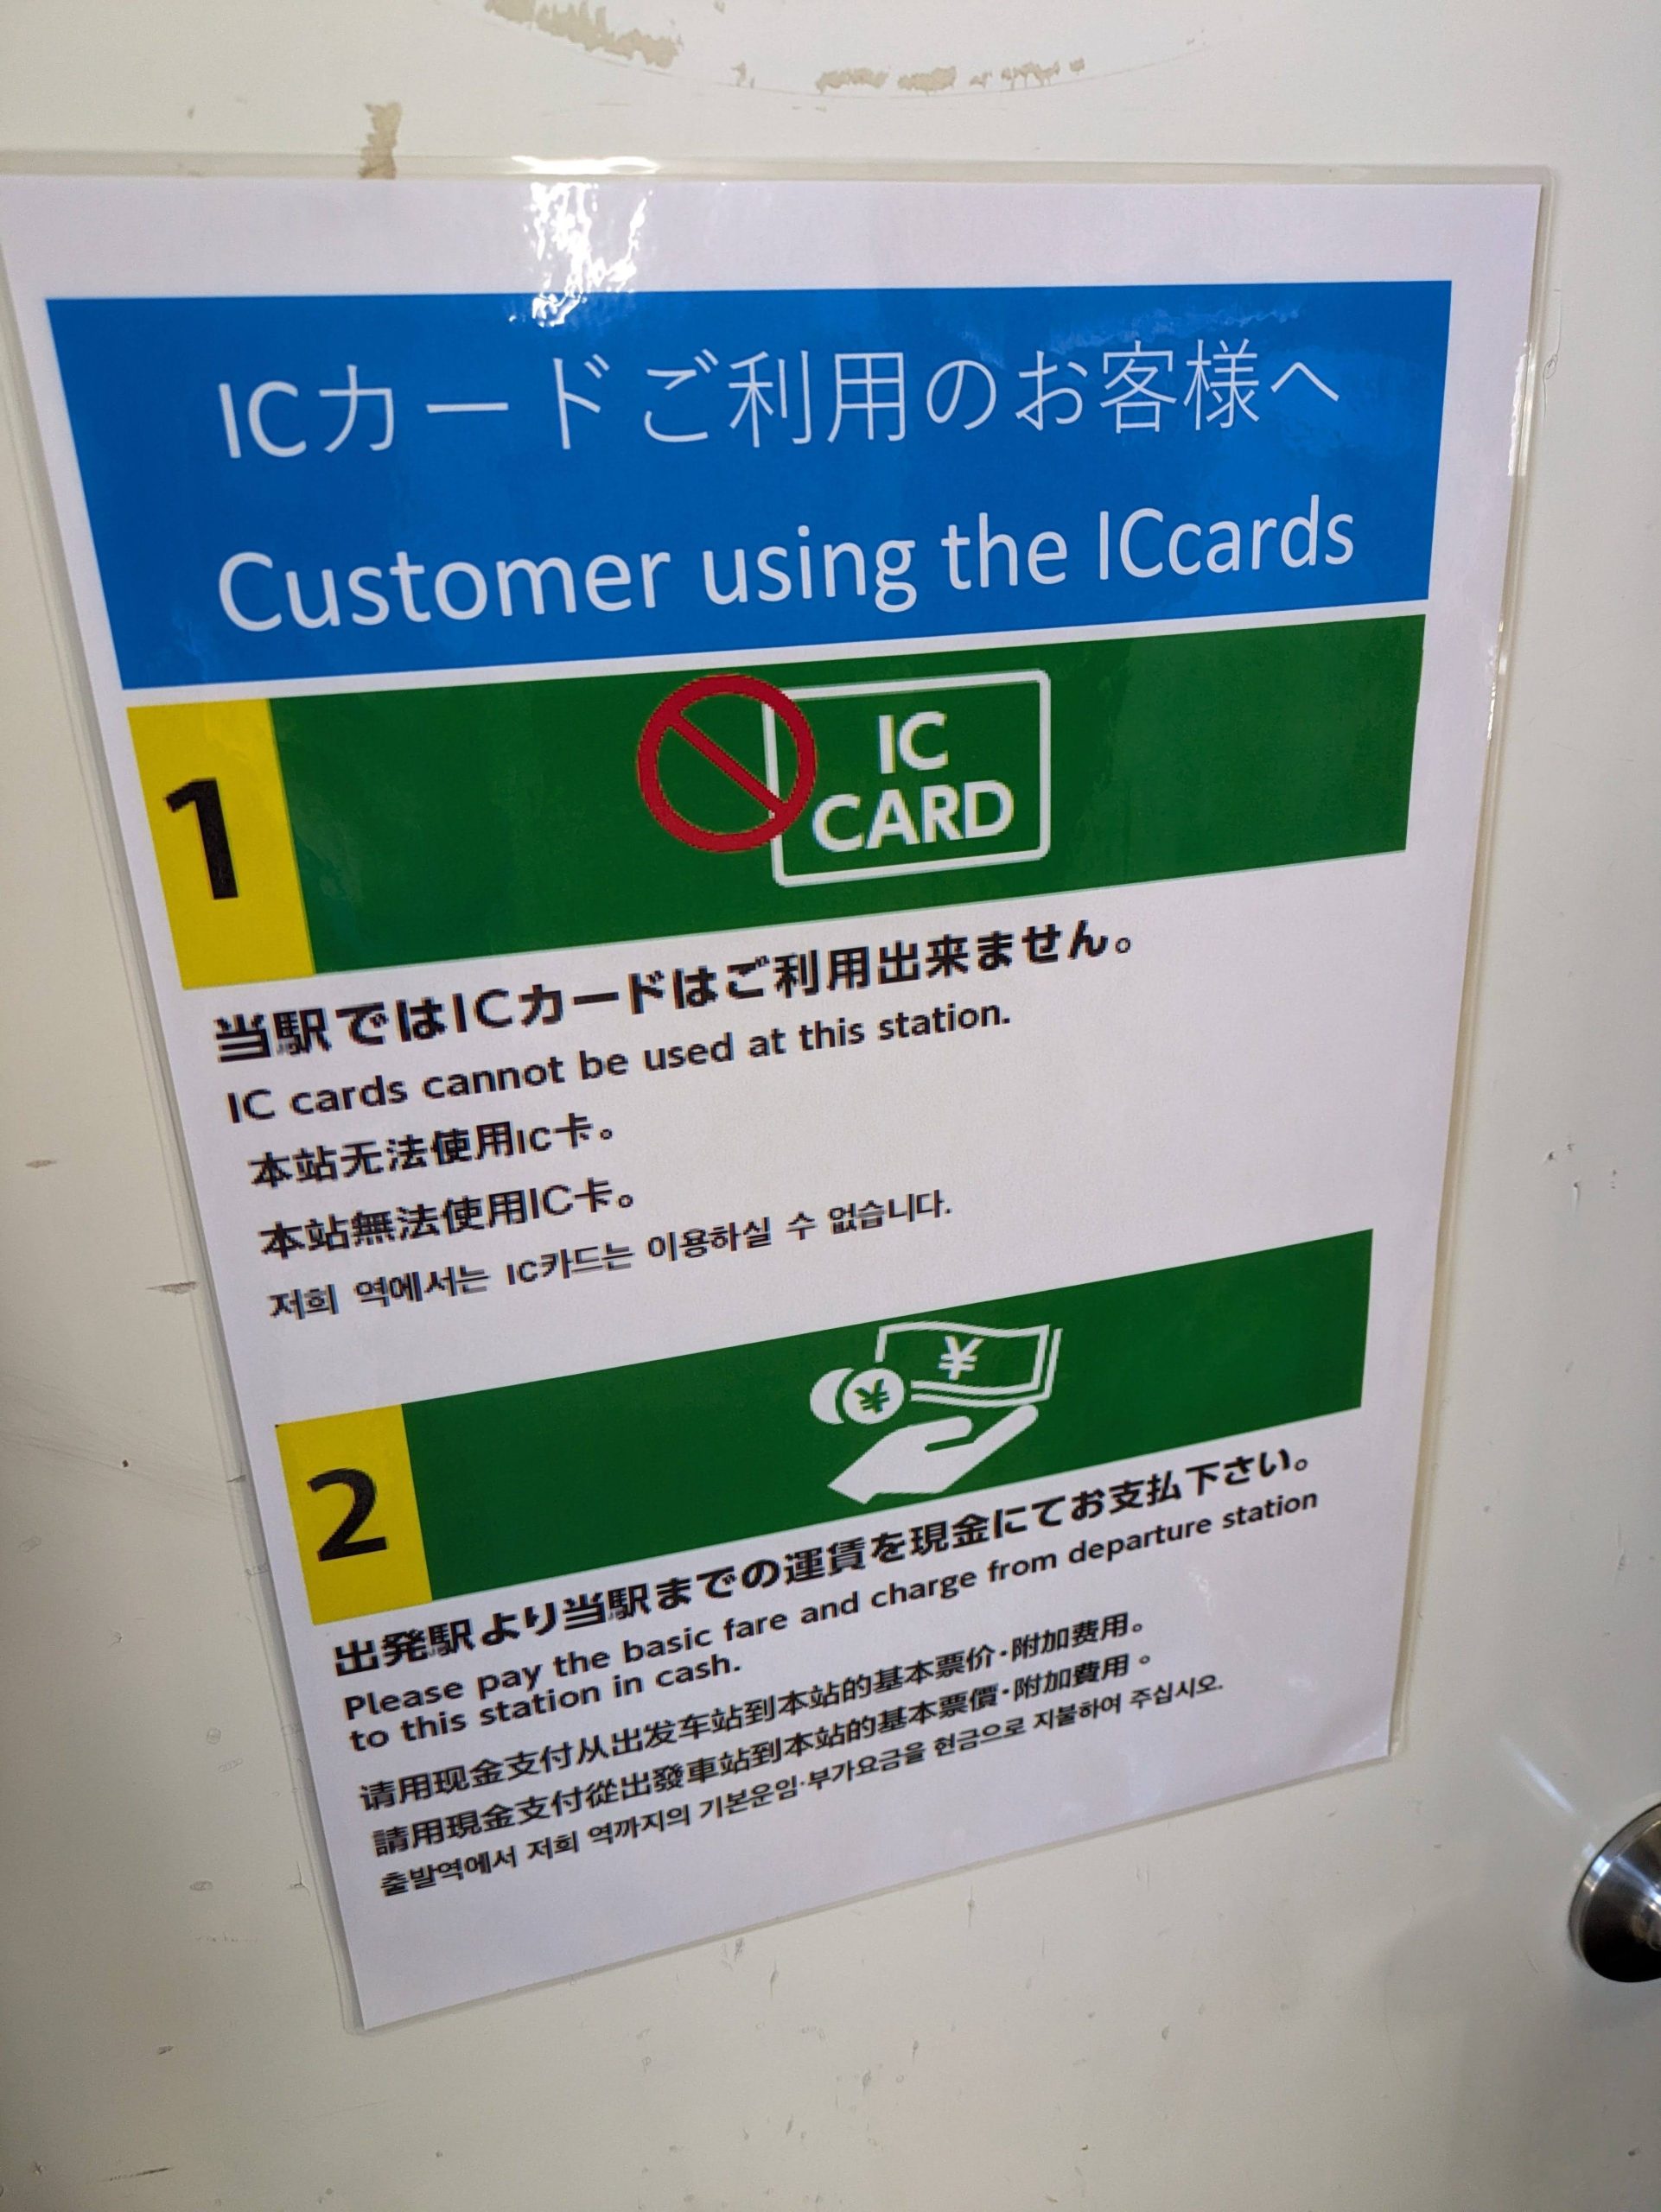 ICカードご利用のお客様へ
Customer using the ICcards
1
IC
CARD
当駅ではICカードはご利用出来ません。
IC cards cannot be used at this station.
本站无法使用IC卡。
本站無法使用IC卡。
저희 역에서는 IC카드는 이용하실 수 없습니다.
¥
¥
2
出発駅より当駅までの運賃を現金にてお支払下さい。
Please pay the basic fare and charge from departure station
to this station in cash.
请用现金支付从出发车站到本站的基本票价·附加费用。
請用現金支付從出發車站到本站的基本票價·附加費用。
출발역에서 저희 역까지의 기본운임·부가요금을 현금으로 지불하여 주십시오.